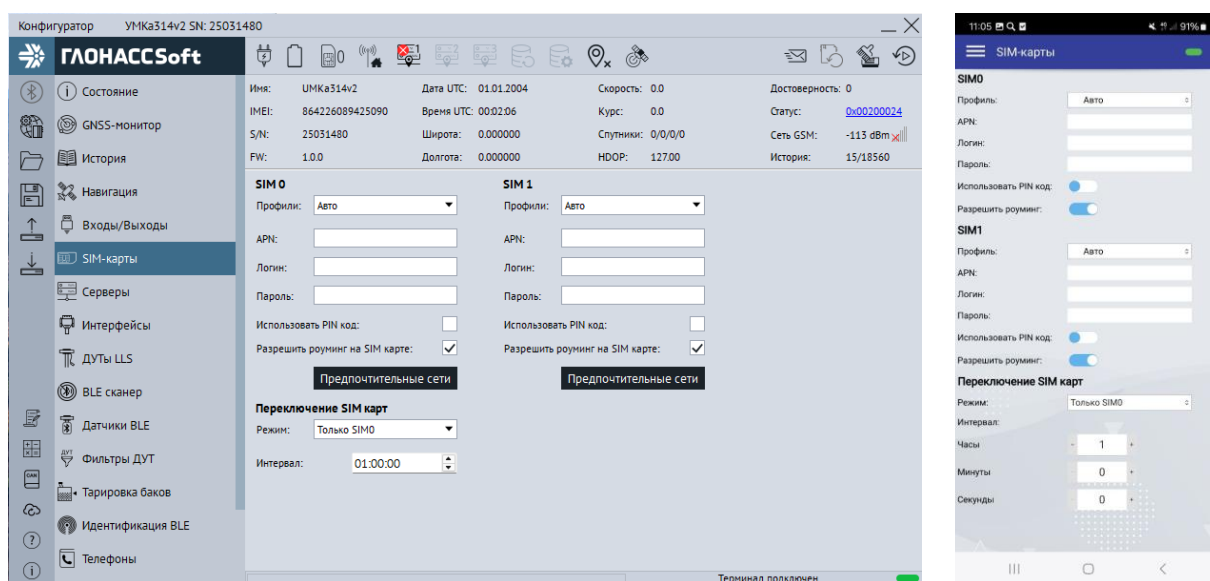 Конфигуратор УМКа314v2 SN: 25031480
ГЛОНАССSoft
0
Состояние
GNSS-монитор
История
Навигация
Входы/Выходы
SIM-карты
Серверы
Интерфейсы
ДУТы LLS
BLE сканер
Датчики BLE
Фильтры ДУТ
Тарировка баков
Идентификация BLE
Телефоны
Имя: УМКа314v2 Дата UTC: 01.01.2004 Скорость: 0.0 Достоверность: 0
IMEI: 864226089425090 Время UTC: 00:02:06 Курс: 0.0 Статус: 0x00200024
S/N: 25031480 Широта: 0.000000 Спутники: 0/0/0/0 Сеть GSM: -113 dBm
FW: 1.0.0 Долгота: 0.000000 HDOP: 127.00 История: 15/18560
SIM 0 SIM 1
Профили: Авто Профили: Авто
APN: APN:
Логин: Логин:
Пароль: Пароль:
Использовать PIN код: Использовать PIN код:
Разрешить роуминг на SIM карте: Разрешить роуминг на SIM карте:
Предпочтительные сети Предпочтительные сети
Переключение SIM карт
Режим: Только SIM0
Интервал: 01:00:00
Терминал подключен
11:05 91%
SIM-карты
SIM0
Профиль: Авто
APN:
Логин:
Пароль:
Использовать PIN код:
Разрешить роуминг:
SIM1
Профиль: Авто
APN:
Логин:
Пароль:
Использовать PIN код:
Разрешить роуминг:
Переключение SIM карт
Режим: Только SIM0
Интервал:
Часы - 1 +
Минуты 0 +
Секунды 0 +